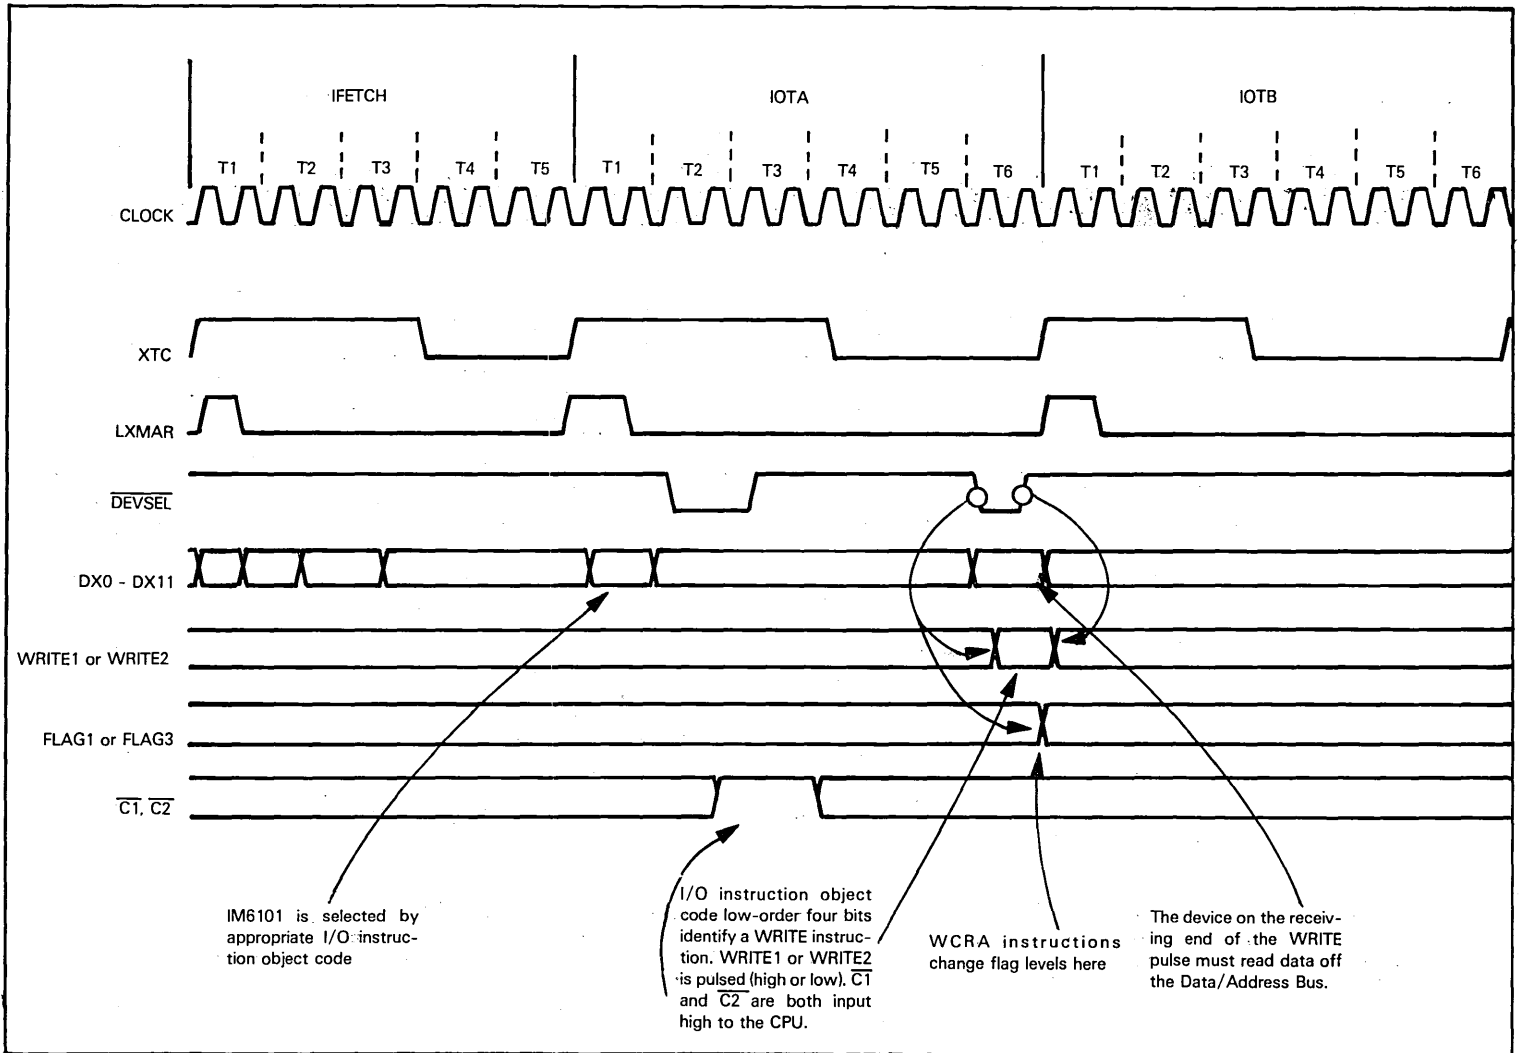 IFETCH IOTA IOTB
T1 T2 T3 T4 T5 T1 T2 T3 T4 T5 T6 T1 T2 T3 T4 T5 T6
CLOCK
XTC
LXMAR
DEVSEL
DX0 - DX11
WRITE1 or WRITE2
FLAG1 or FLAG3
C1, C2
IM6101 is selected by
appropriate I/O instruc-
tion object code
I/O instruction object
code low-order four bits
identify a WRITE instruc-
tion. WRITE1 or WRITE2
is pulsed (high or low). C1
and C2 are both input
high to the CPU.
WCRA instructions
change flag levels here
The device on the receiv-
ing end of the WRITE
pulse must read data off
the Data/Address Bus.